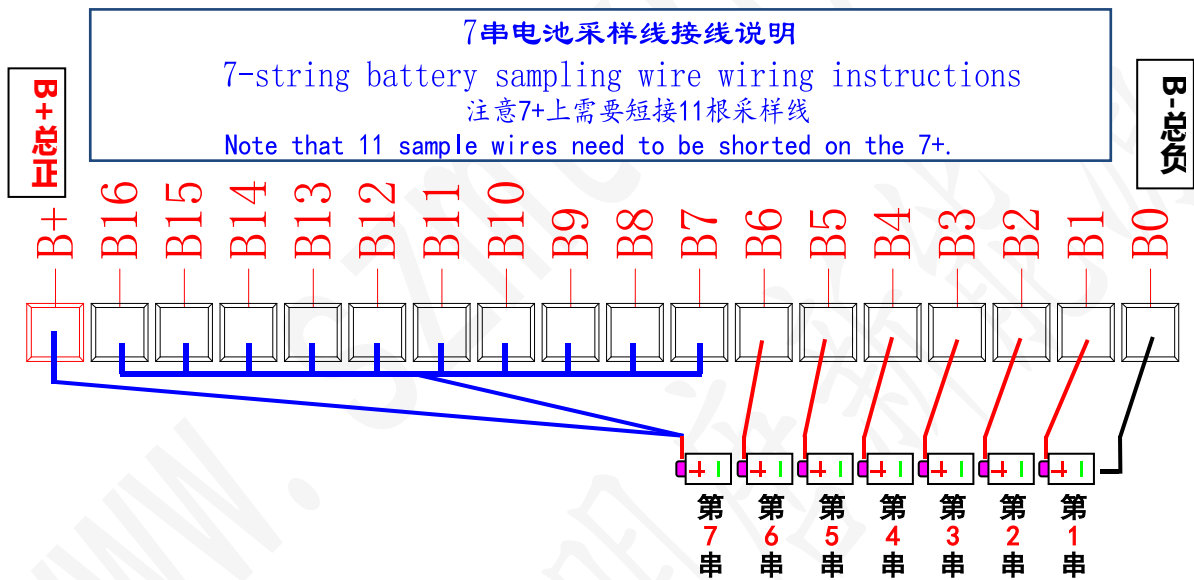 7串电池采样线接线说明
7-string battery sampling wire wiring instructions
注意7+上需要短接11根采样线
Note that 11 sample wires need to be shorted on the 7+.
B+总正
B-总负
B+ B16 B15 B14 B13 B12 B11 B10 B9 B8 B7 B6 B5 B4 B3 B2 B1 B0
+ − + − + − + − + − + − + −
第7串 第6串 第5串 第4串 第3串 第2串 第1串